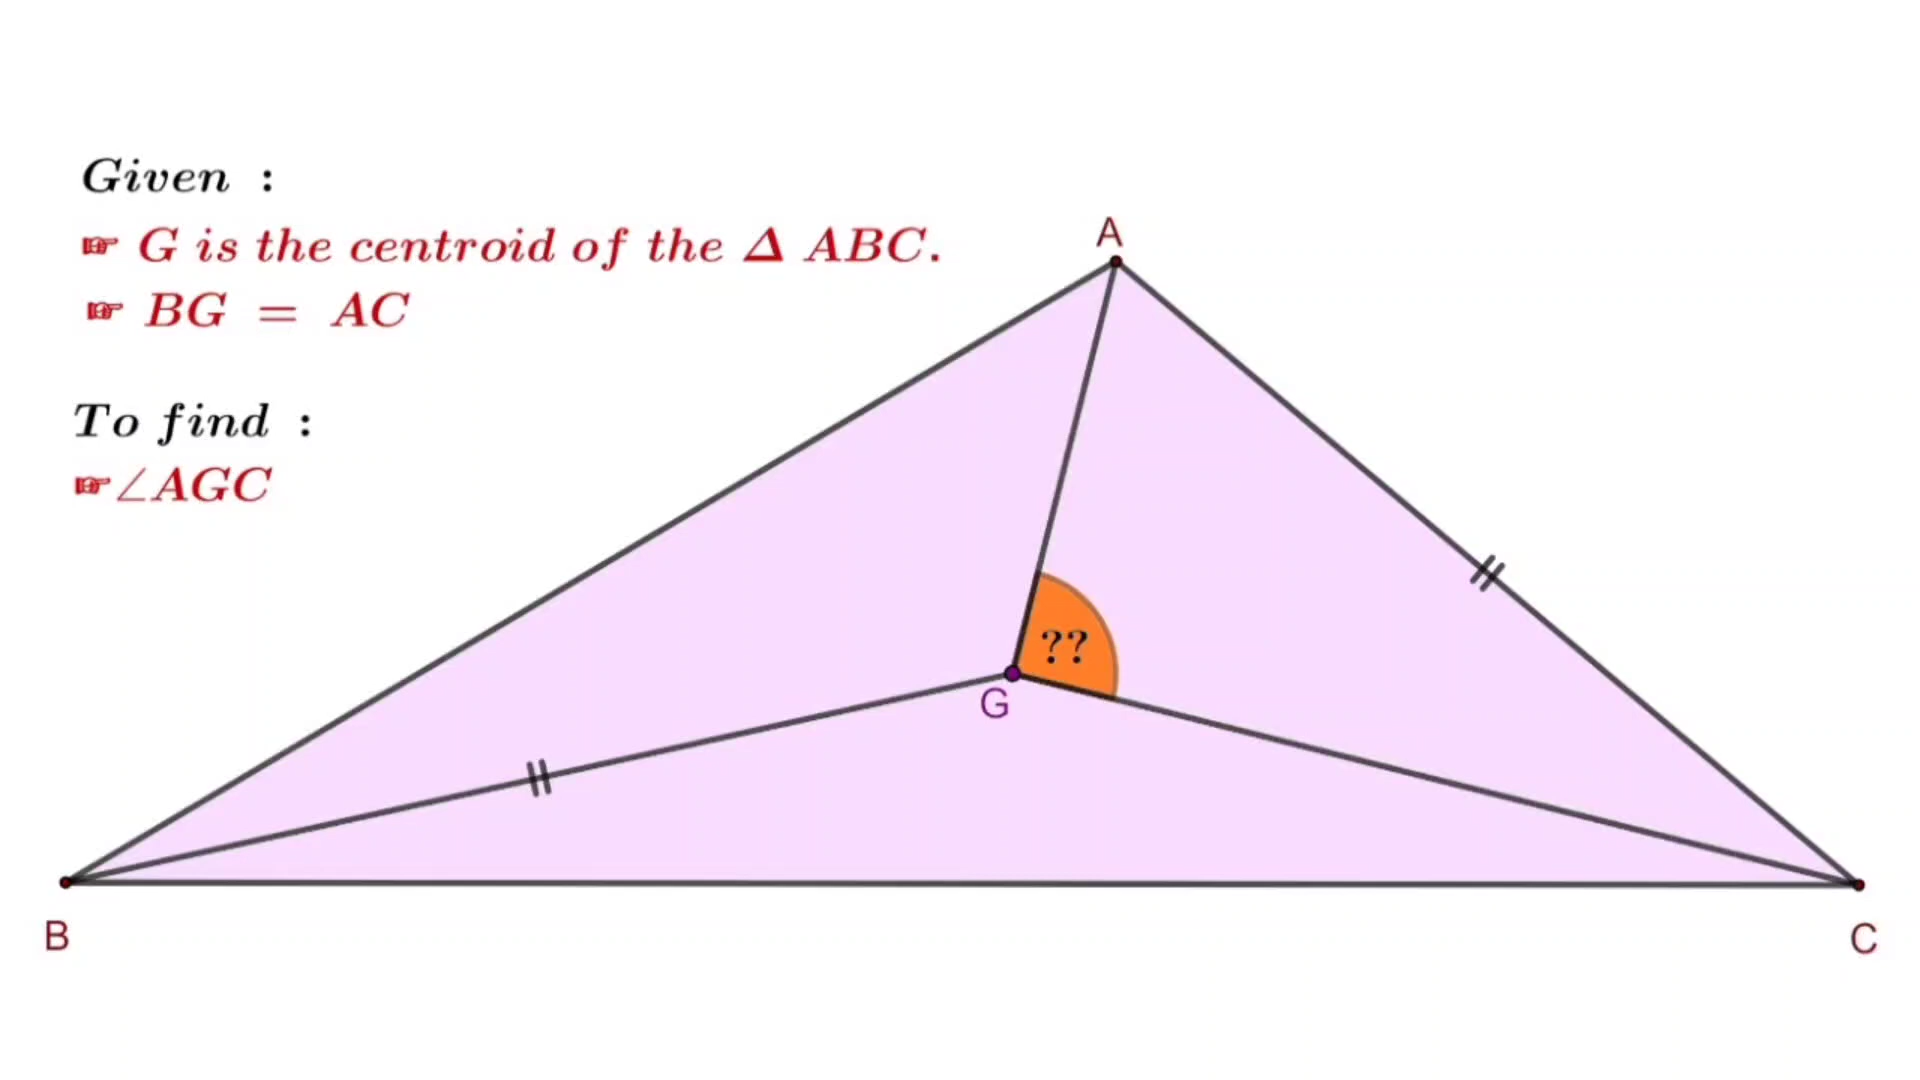 Given :
☞ G is the centroid of the Δ ABC.
☞ BG = AC
To find :
☞∠AGC
A
??
G
B
C